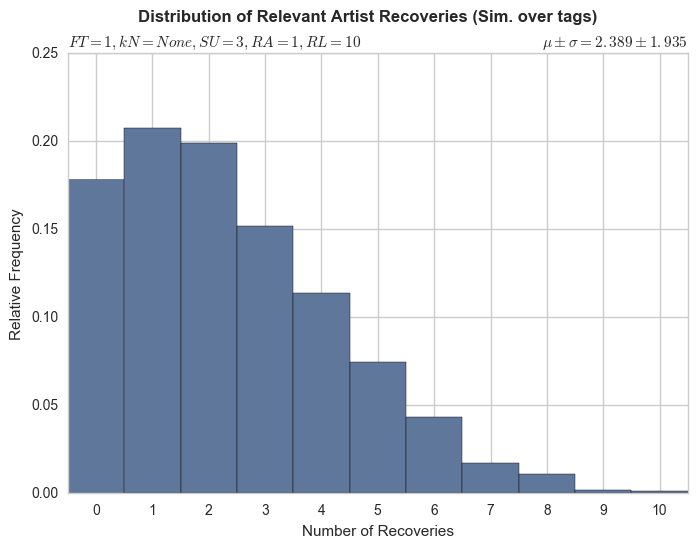 Distribution of Relevant Artist Recoveries (Sim. over tags)
FT = 1, kN = None, SU = 3, RA = 1, RL = 10 μ ± σ = 2.389 ± 1.935
0.25
0.20
0.15
0.10
0.05
0.00
Relative Frequency
0 1 2 3 4 5 6 7 8 9 10
Number of Recoveries